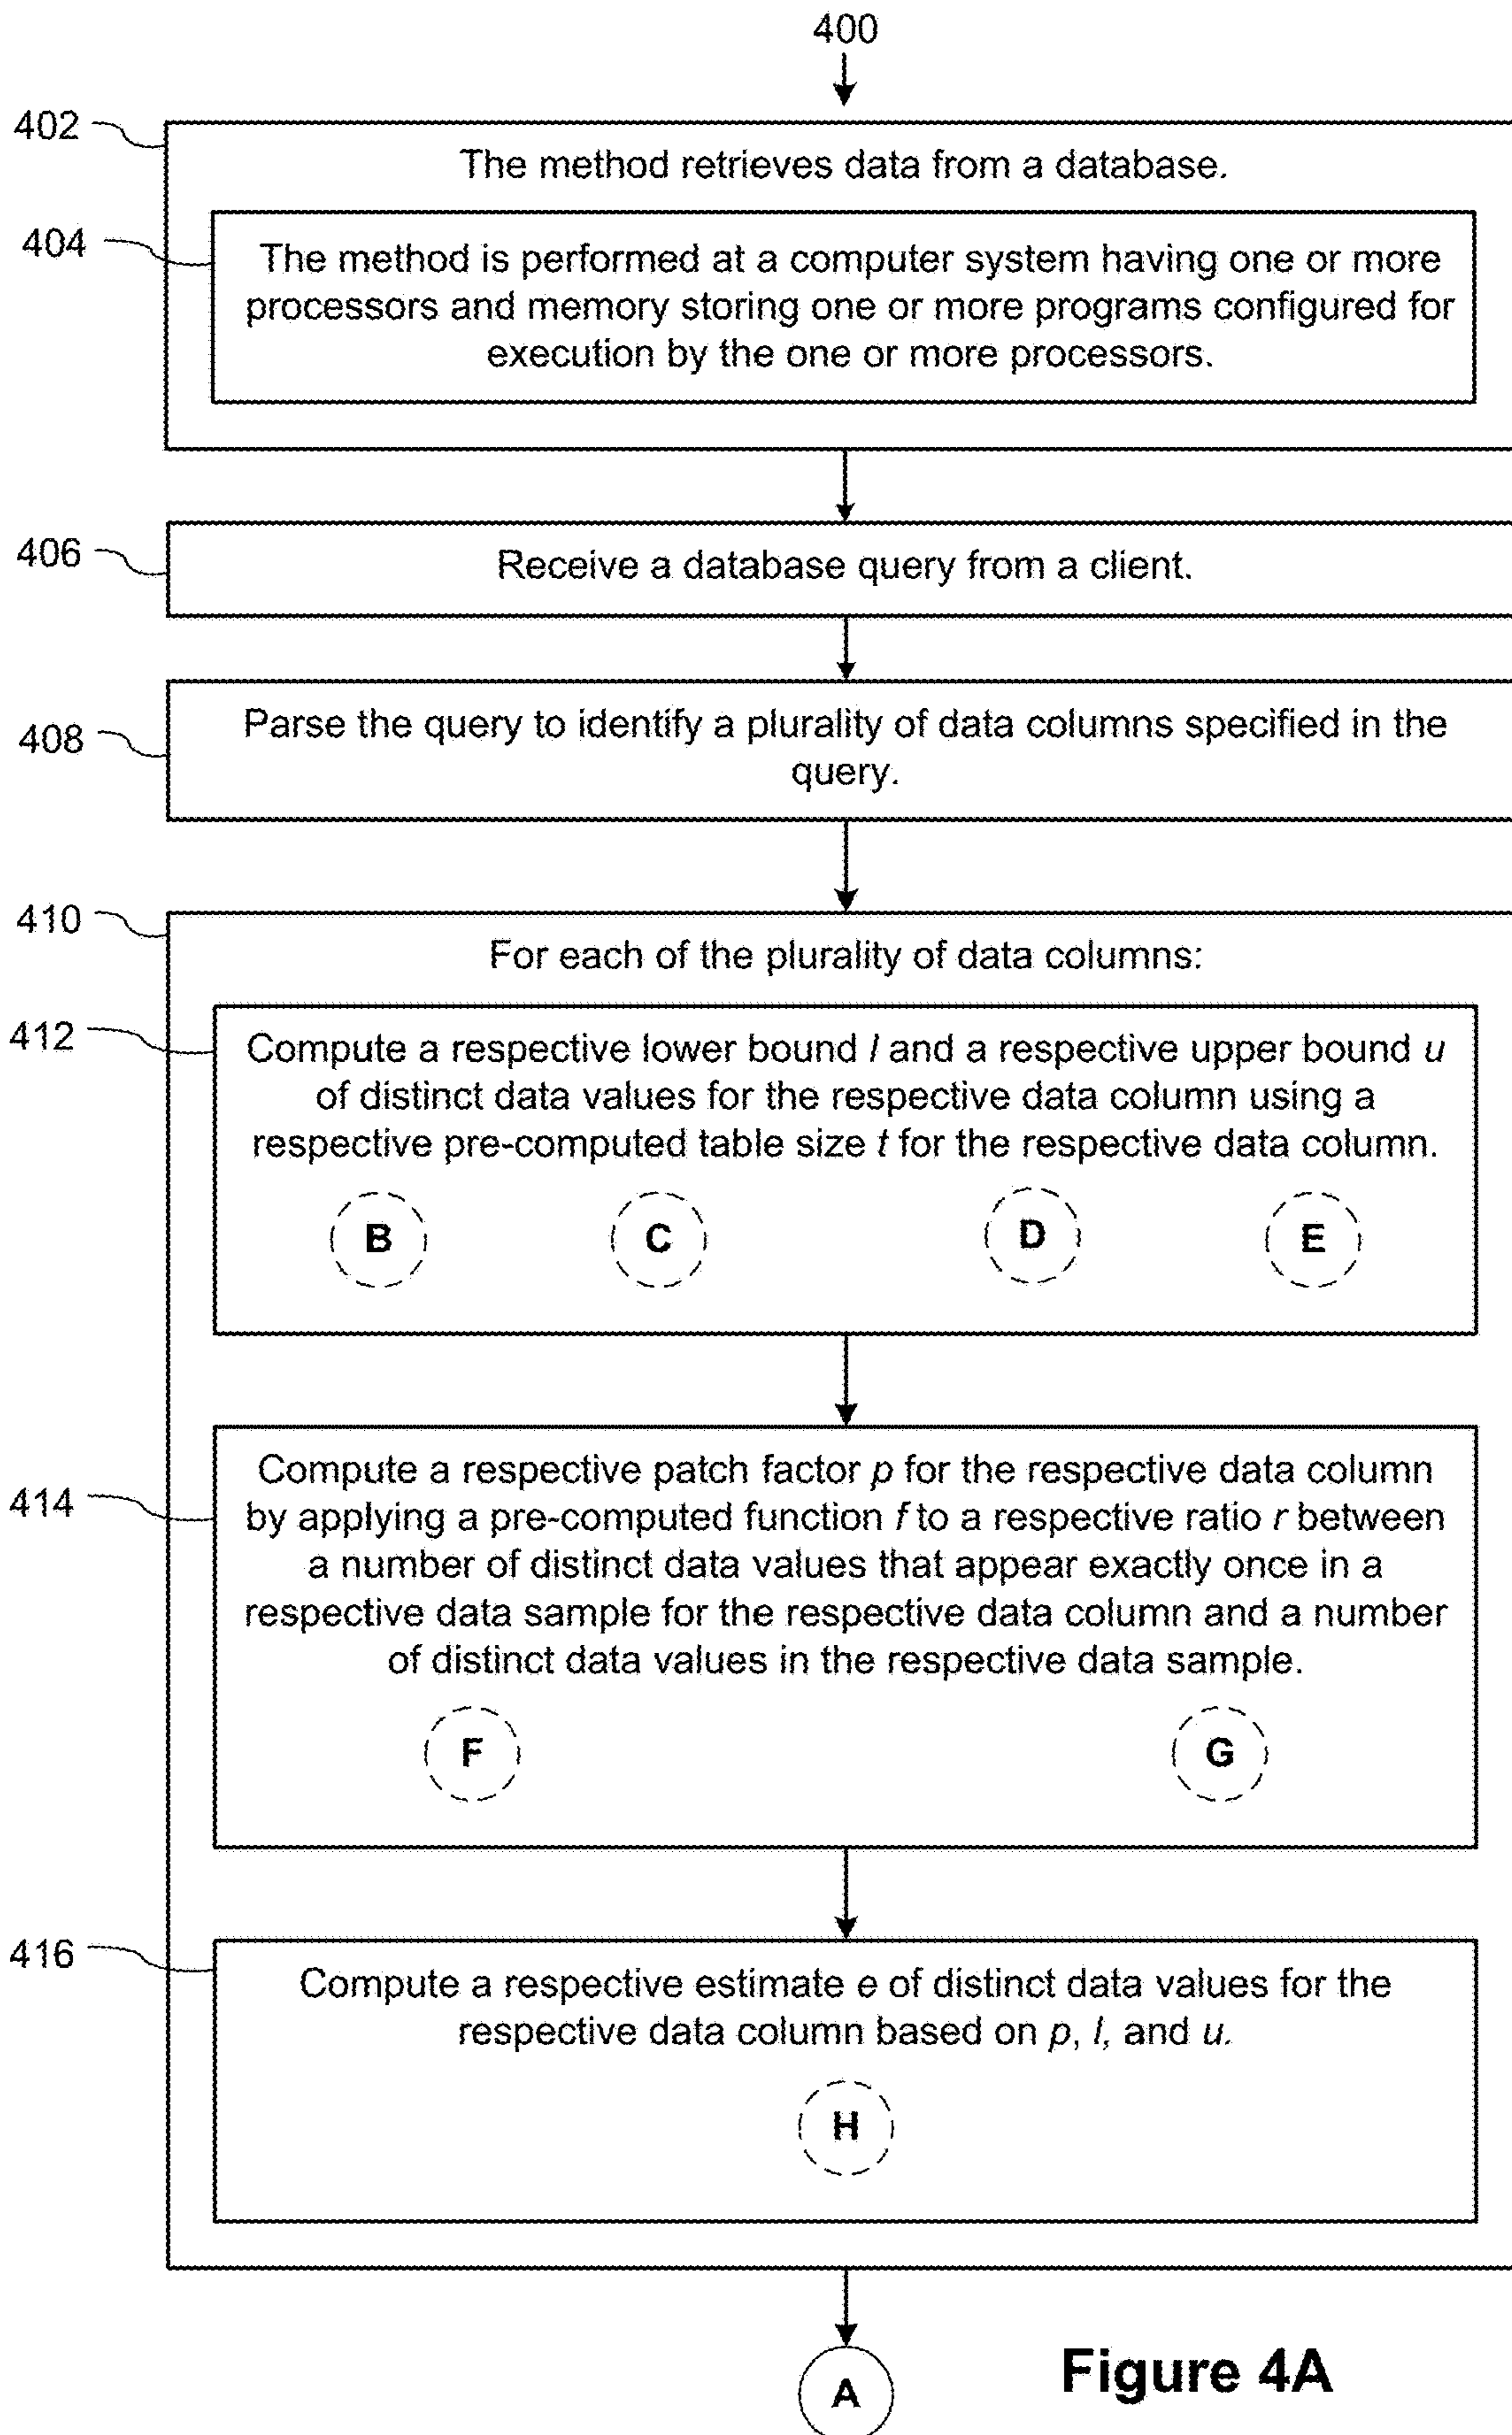 400
402
The method retrieves data from a database.
404
The method is performed at a computer system having one or more
processors and memory storing one or more programs configured for
execution by the one or more processors.
406
Receive a database query from a client.
408
Parse the query to identify a plurality of data columns specified in the
query.
410
For each of the plurality of data columns:
412
Compute a respective lower bound l and a respective upper bound u
of distinct data values for the respective data column using a
respective pre-computed table size t for the respective data column.
B C D E
414
Compute a respective patch factor p for the respective data column
by applying a pre-computed function f to a respective ratio r between
a number of distinct data values that appear exactly once in a
respective data sample for the respective data column and a number
of distinct data values in the respective data sample.
F G
416
Compute a respective estimate e of distinct data values for the
respective data column based on p, l, and u.
H
A
Figure 4A